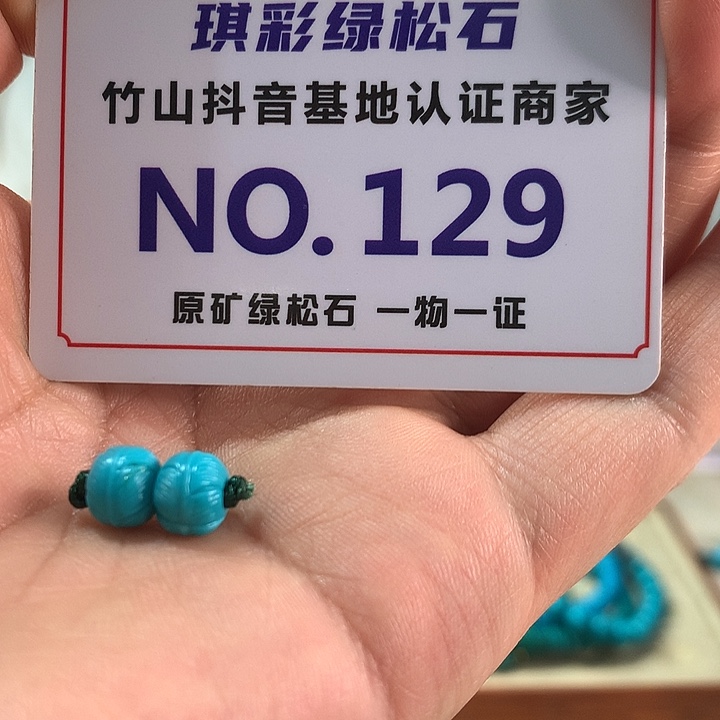 琪彩绿松石
竹山抖音基地认证商家
NO.129
原矿绿松石 一物一证